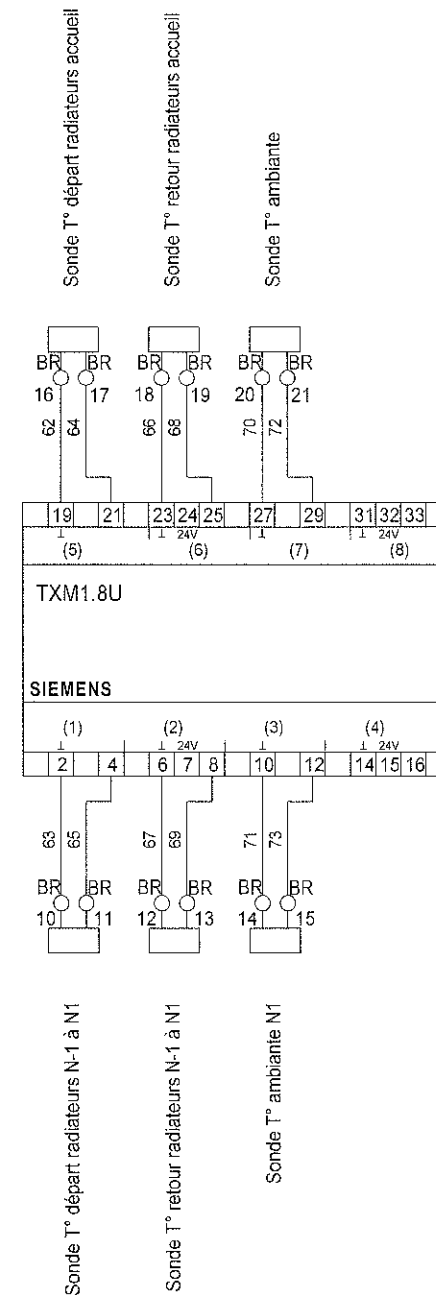 Sonde T° départ radiateurs accueil
Sonde T° retour radiateurs accueil
Sonde T° ambiante
BR BR BR BR BR BR
16 17 18 19 20 21
62 64 66 68 70 72
19 21 23 24 25 27 29 31 32 33
⊥ ⊥ 24V ⊥ ⊥ 24V
(5) (6) (7) (8)
TXM1.8U
SIEMENS
(1) (2) (3) (4)
⊥ ⊥ 24V ⊥ ⊥ 24V
2 4 6 7 8 10 12 14 15 16
63 65 67 69 71 73
BR BR BR BR BR BR
10 11 12 13 14 15
Sonde T° départ radiateurs N-1 à N1
Sonde T° retour radiateurs N-1 à N1
Sonde T° ambiante N1